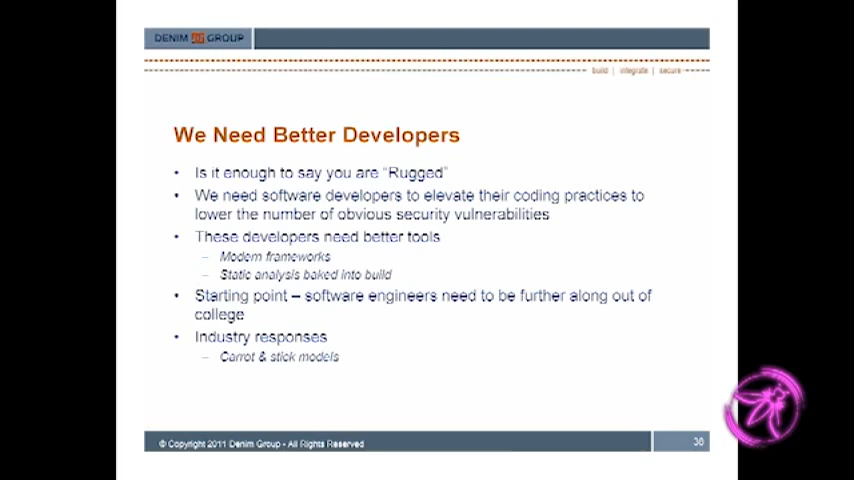 DENIM GROUP
build | integrate | secure
We Need Better Developers
• Is it enough to say you are “Rugged”
• We need software developers to elevate their coding practices to
lower the number of obvious security vulnerabilities
• These developers need better tools
– Modern frameworks
– Static analysis baked into build
• Starting point – software engineers need to be further along out of
college
• Industry responses
– Carrot & stick models
© Copyright 2011 Denim Group - All Rights Reserved